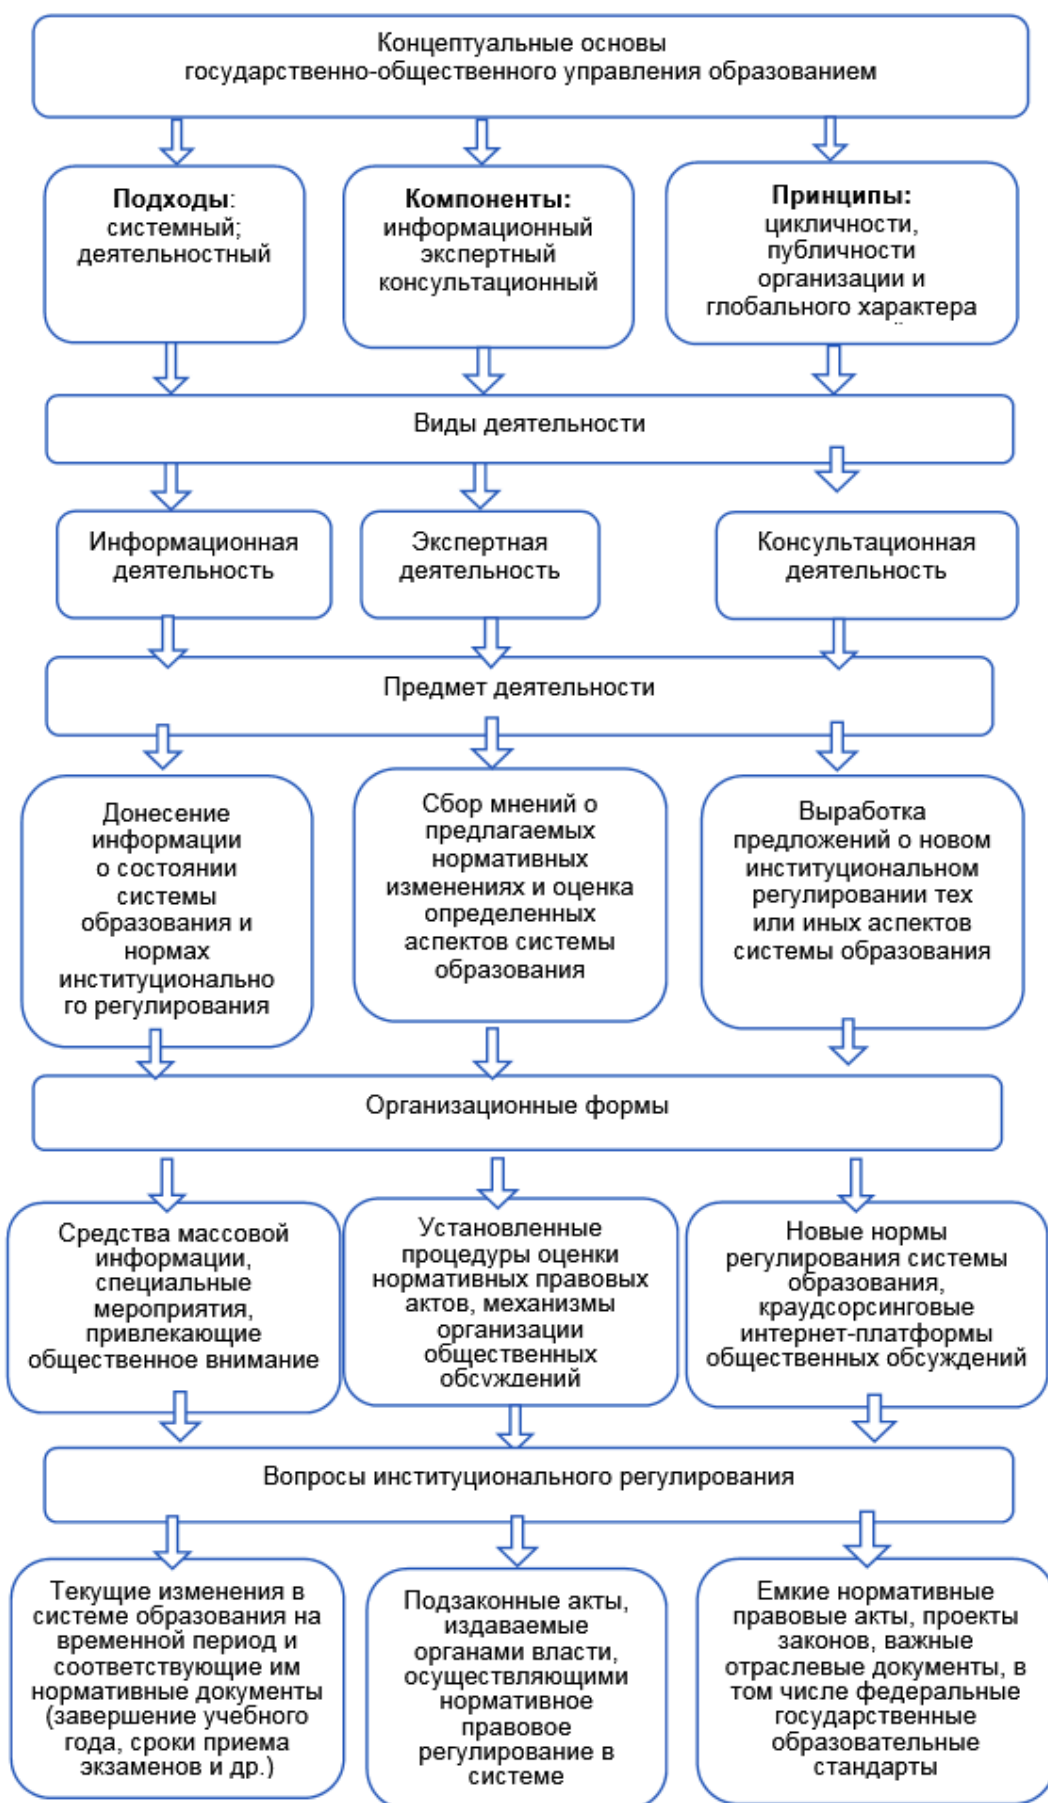 Концептуальные основы
государственно-общественного управления образованием
Подходы:
системный;
деятельностный
Компоненты:
информационный
экспертный
консультационный
Принципы:
цикличности,
публичности
организации и
глобального характера
Виды деятельности
Информационная
деятельность
Экспертная
деятельность
Консультационная
деятельность
Предмет деятельности
Донесение
информации
о состоянии
системы
образования и
нормах
институционально
го регулирования
Сбор мнений о
предлагаемых
нормативных
изменениях и оценка
определенных
аспектов системы
образования
Выработка
предложений о новом
институциональном
регулировании тех
или иных аспектов
системы образования
Организационные формы
Средства массовой
информации,
специальные
мероприятия,
привлекающие
общественное внимание
Установленные
процедуры оценки
нормативных правовых
актов, механизмы
организации
общественных
обсуждений
Новые нормы
регулирования системы
образования,
краудсорсинговые
интернет-платформы
общественных обсуждений
Вопросы институционального регулирования
Текущие изменения в
системе образования на
временной период и
соответствующие им
нормативные документы
(завершение учебного
года, сроки приема
экзаменов и др.)
Подзаконные акты,
издаваемые
органами власти,
осуществляющими
нормативное
правовое
регулирование в
системе
Емкие нормативные
правовые акты, проекты
законов, важные
отраслевые документы, в
том числе федеральные
государственные
образовательные
стандарты